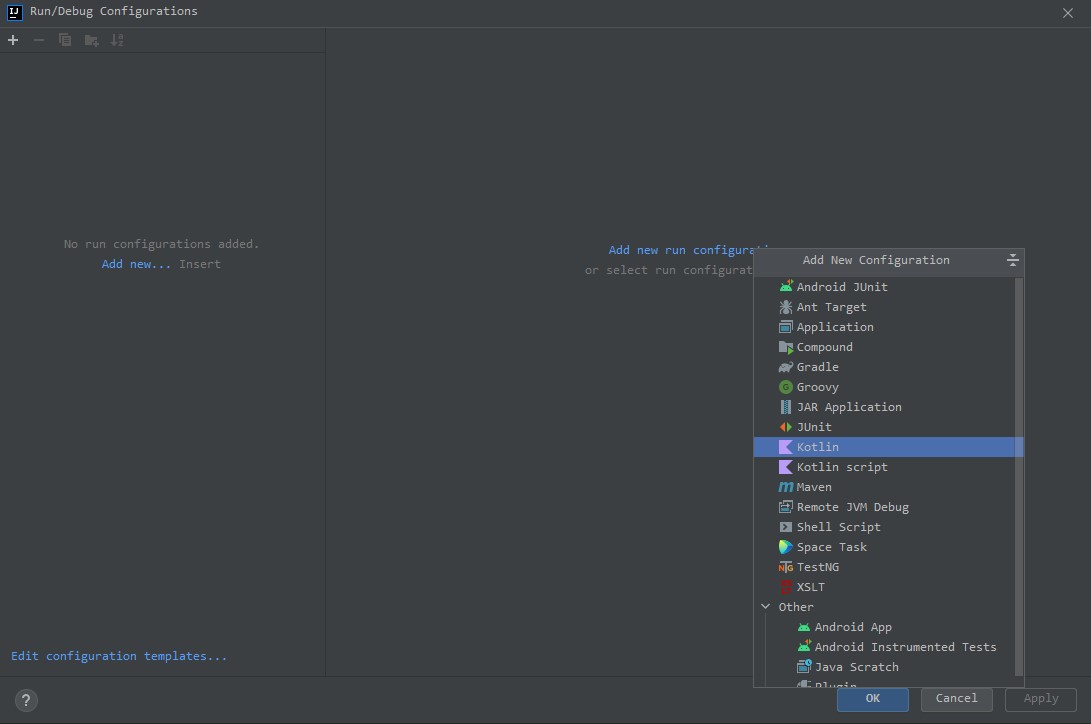 IJ Run/Debug Configurations
No run configurations added.
Add new... Insert
Add new run configurati
or select run configurat
Add New Configuration
Android JUnit
Ant Target
Application
Compound
Gradle
G Groovy
JAR Application
JUnit
Kotlin
Kotlin script
m Maven
Remote JVM Debug
Shell Script
Space Task
NTG TestNG
XSLT
Other
Android App
Android Instrumented Tests
Java Scratch
Plugin
Edit configuration templates...
?
OK
Cancel
Apply